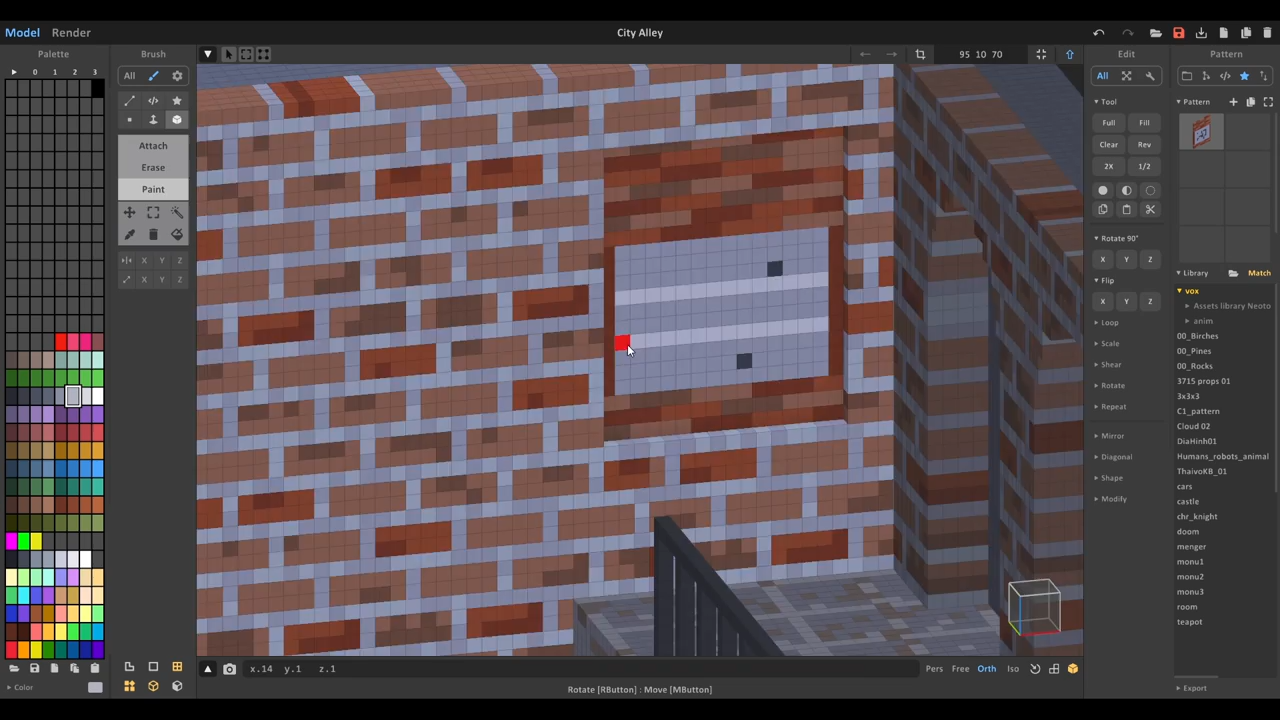 Model Render
City Alley
Palette
Brush
95 10 70
Edit
Pattern
0 1 2 3
All
All
Tool
Pattern
Full Fill
Clear Rev
2X 1/2
Attach
Erase
Paint
X Y Z
X Y Z
Rotate 90°
X Y Z
Flip
X Y Z
Loop
Scale
Shear
Rotate
Repeat
Mirror
Diagonal
Shape
Modify
Library Match
vox
Assets library Neoto
anim
00_Birches
00_Pines
00_Rocks
3715 props 01
3x3x3
C1_pattern
Cloud 02
DiaHinh01
Humans_robots_animal
ThaivoKB_01
cars
castle
chr_knight
doom
menger
monu1
monu2
monu3
room
teapot
x.14 y.1 z.1
Pers Free Orth Iso
Color
Rotate [RButton] : Move [MButton]
Export